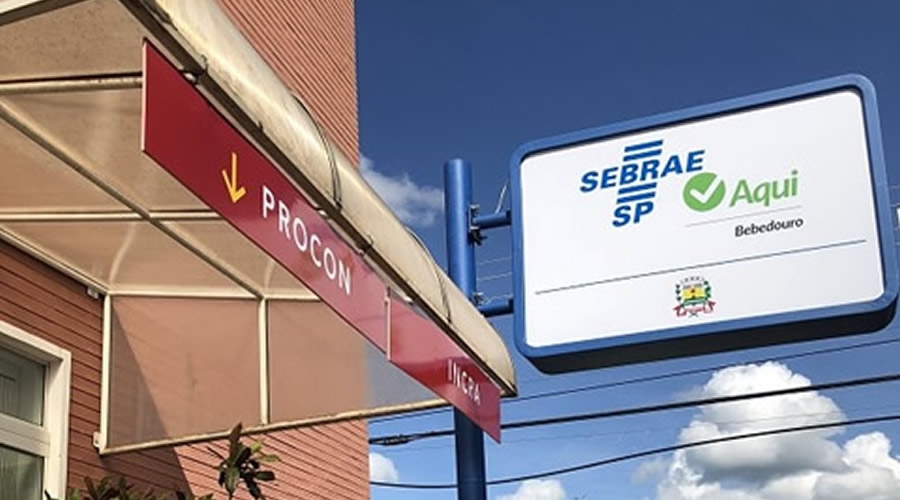 PROCON
INCRA
SEBRAE
SP
Aqui
Bebedouro